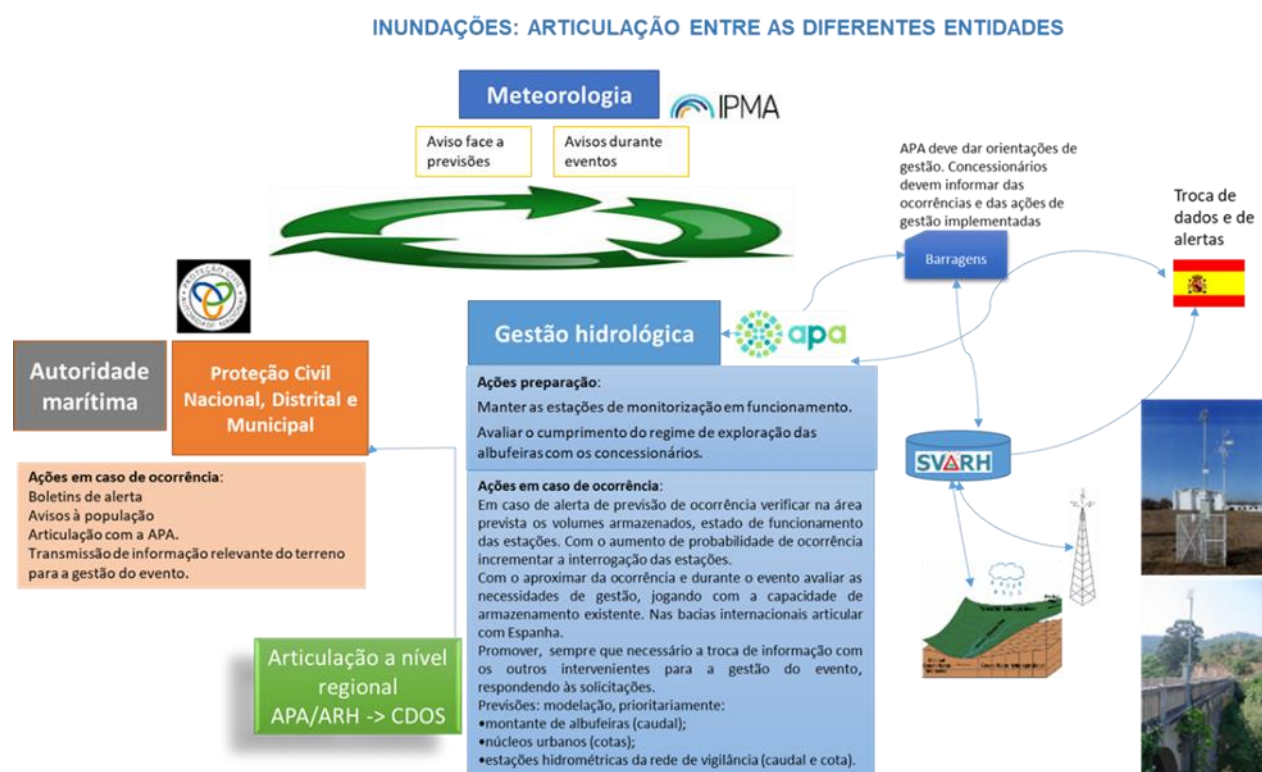 INUNDAÇÕES: ARTICULAÇÃO ENTRE AS DIFERENTES ENTIDADES
Meteorologia
IPMA
Aviso face a
previsões
Avisos durante
eventos
APA deve dar orientações de
gestão. Concessionários
devem informar das
ocorrências e das ações de
gestão implementadas
Barragens
Troca de
dados e de
alertas
PROTEÇÃO CIVIL
AUTORIDADE NACIONAL
Autoridade
marítima
Proteção Civil
Nacional, Distrital e
Municipal
Ações em caso de ocorrência:
Boletins de alerta
Avisos à população
Articulação com a APA.
Transmissão de informação relevante do terreno
para a gestão do evento.
Articulação a nível
regional
APA/ARH -> CDOS
Gestão hidrológica
apa
Ações preparação:
Manter as estações de monitorização em funcionamento.
Avaliar o cumprimento do regime de exploração das
albufeiras com os concessionários.
Ações em caso de ocorrência:
Em caso de alerta de previsão de ocorrência verificar na área
prevista os volumes armazenados, estado de funcionamento
das estações. Com o aumento de probabilidade de ocorrência
incrementar a interrogação das estações.
Com o aproximar da ocorrência e durante o evento avaliar as
necessidades de gestão, jogando com a capacidade de
armazenamento existente. Nas bacias internacionais articular
com Espanha.
Promover, sempre que necessário a troca de informação com
os outros intervenientes para a gestão do evento,
respondendo às solicitações.
Previsões: modelação, prioritariamente:
•montante de albufeiras (caudal);
•núcleos urbanos (cotas);
•estações hidrométricas da rede de vigilância (caudal e cota).
SVARH